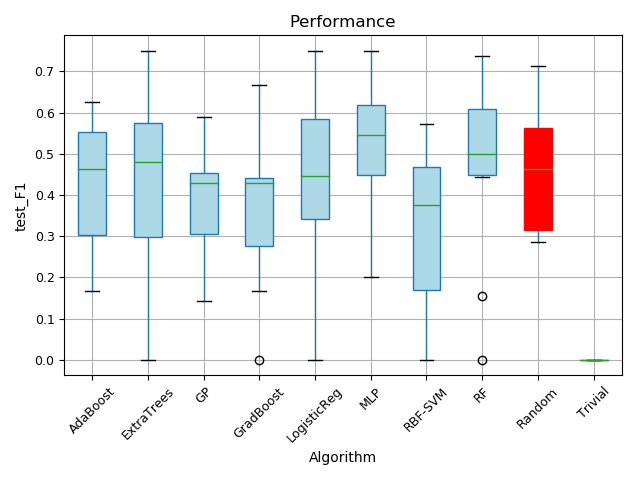 Performance
test_F1
0.7
0.6
0.5
0.4
0.3
0.2
0.1
0.0
AdaBoost
ExtraTrees
GP
GradBoost
LogisticReg
MLP
RBF-SVM
RF
Random
Trivial
Algorithm